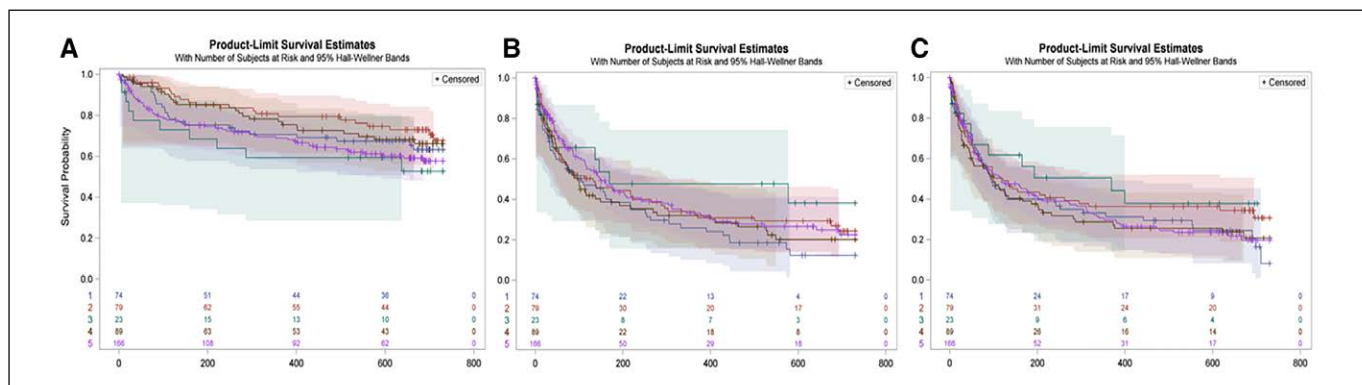 A
Product-Limit Survival Estimates
With Number of Subjects at Risk and 95% Hall-Wellner Bands
+ Censored
Survival Probability
1.0
0.8
0.6
0.4
0.2
0.0
1 74 51 44 36 0
2 79 62 55 44 0
3 23 15 13 10 0
4 89 63 53 43 0
5 166 108 92 62 0
0 200 400 600 800
B
Product-Limit Survival Estimates
With Number of Subjects at Risk and 95% Hall-Wellner Bands
+ Censored
1.0
0.8
0.6
0.4
0.2
0.0
1 74 22 13 4 0
2 79 30 20 17 0
3 23 8 7 3 0
4 89 22 18 8 0
5 166 50 29 18 0
0 200 400 600 800
C
Product-Limit Survival Estimates
With Number of Subjects at Risk and 95% Hall-Wellner Bands
+ Censored
1.0
0.8
0.6
0.4
0.2
0.0
1 74 24 17 9 0
2 79 31 24 20 0
3 23 9 6 4 0
4 89 26 16 14 0
5 166 52 31 17 0
0 200 400 600 800